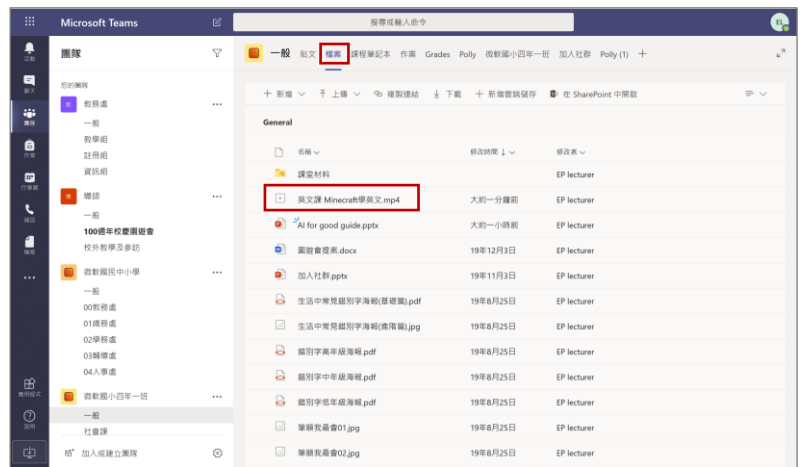 Microsoft Teams
搜尋或輸入命令
EL
活動
聊天
團隊
作業
行事曆
通話
檔案
應用程式
說明
團隊
您的團隊
教 教務處
一般
教學組
註冊組
資訊組
導 導師
一般
100週年校慶園遊會
校外教學及參訪
微軟國民中小學
一般
00教務處
01總務處
02學務處
03輔導處
04人事處
微軟國小四年一班
一般
社會課
加入或建立團隊
一般 貼文 檔案 課程筆記本 作業 Grades Polly 微軟國小四年一班 加入社群 Polly (1)
新增 上傳 複製連結 下載 新增雲端儲存 在 SharePoint 中開啟
General
名稱 修改時間 修改者
課堂材料 EP lecturer
英文課 Minecraft學英文.mp4 大約一分鐘前 EP lecturer
AI for good guide.pptx 大約一小時前 EP lecturer
園遊會提案.docx 19年12月3日 EP lecturer
加入社群.pptx 19年11月3日 EP lecturer
生活中常見錯別字海報(基礎篇).pdf 19年8月25日 EP lecturer
生活中常見錯別字海報(進階篇).jpg 19年8月25日 EP lecturer
錯別字高年級海報.pdf 19年8月25日 EP lecturer
錯別字中年級海報.pdf 19年8月25日 EP lecturer
錯別字低年級海報.pdf 19年8月25日 EP lecturer
筆順我最會01.jpg 19年8月25日 EP lecturer
筆順我最會02.jpg 19年8月25日 EP lecturer